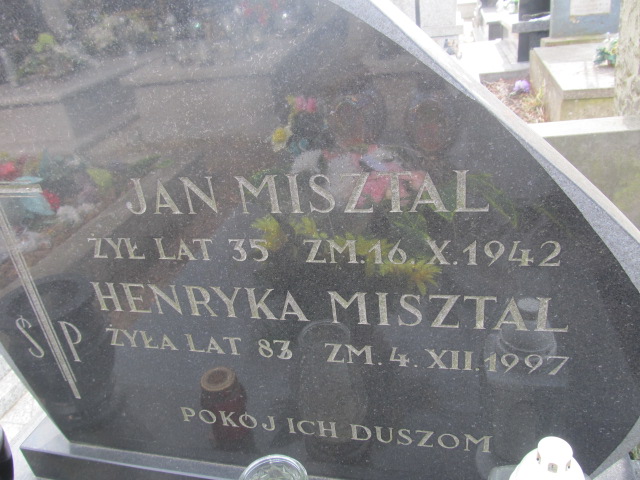 JAN MISZTAL
ŻYŁ LAT 35 ZM.16.X.1942
HENRYKA MISZTAL
ŻYŁA LAT 83 ZM.4.XII.1997
Ś P
POKÓJ ICH DUSZOM